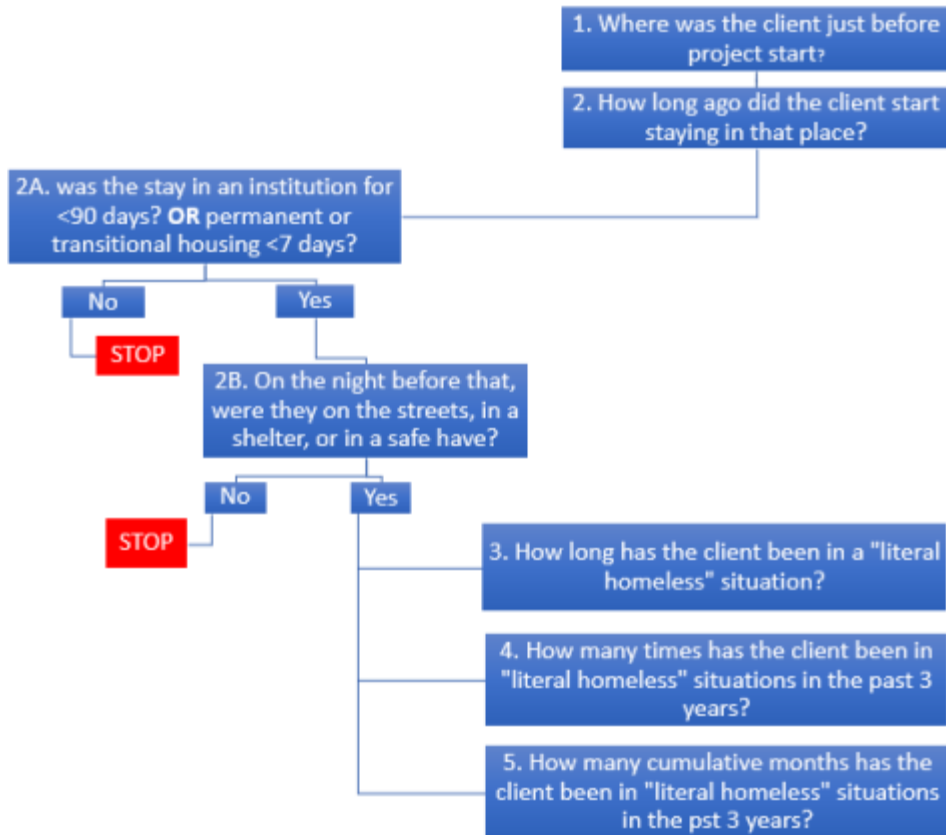 1. Where was the client just before
project start?
2. How long ago did the client start
staying in that place?
2A. was the stay in an institution for
<90 days? OR permanent or
transitional housing <7 days?
No
Yes
STOP
2B. On the night before that,
were they on the streets, in a
shelter, or in a safe have?
No
Yes
STOP
3. How long has the client been in a "literal
homeless" situation?
4. How many times has the client been in
"literal homeless" situations in the past 3
years?
5. How many cumulative months has the
client been in "literal homeless" situations
in the pst 3 years?